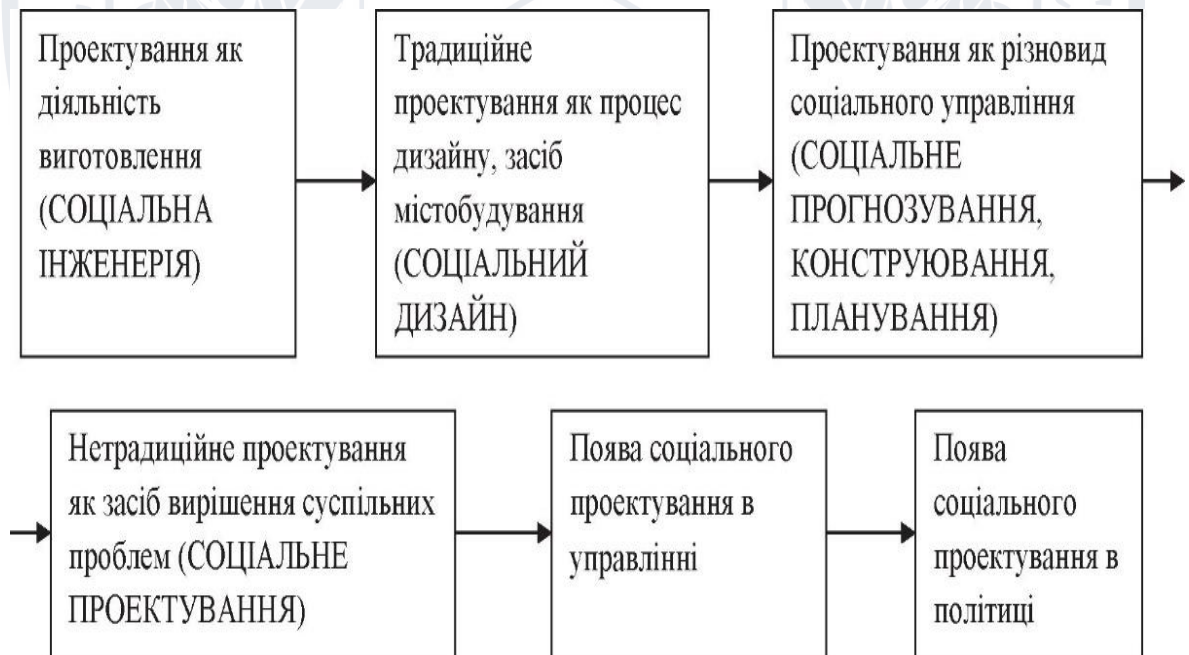 Проектування як
діяльність
виготовлення
(СОЦІАЛЬНА
ІНЖЕНЕРІЯ)
Традиційне
проектування як процес
дизайну, засіб
містобудування
(СОЦІАЛЬНИЙ
ДИЗАЙН)
Проектування як різновид
соціального управління
(СОЦІАЛЬНЕ
ПРОГНОЗУВАННЯ,
КОНСТРУЮВАННЯ,
ПЛАНУВАННЯ)
Нетрадиційне проектування
як засіб вирішення суспільних
проблем (СОЦІАЛЬНЕ
ПРОЕКТУВАННЯ)
Поява соціального
проектування в
управлінні
Поява
соціального
проектування в
політиці